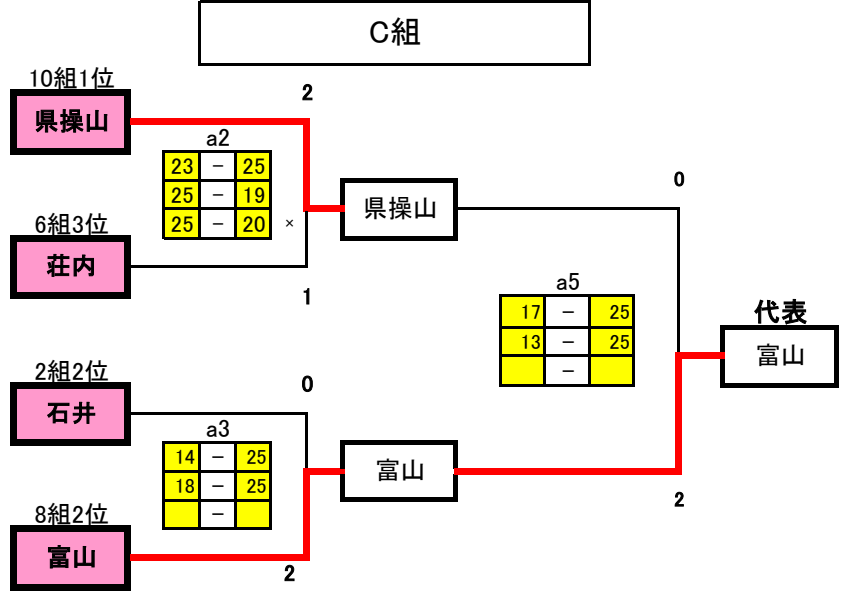 C組
10組1位
県操山
2
a2
23 − 25
25 − 19
25 − 20 ×
6組3位
荘内
1
県操山
0
a5
17 − 25
13 − 25
−
代表
富山
2組2位
石井
0
a3
14 − 25
18 − 25
−
8組2位
富山
2
富山
2